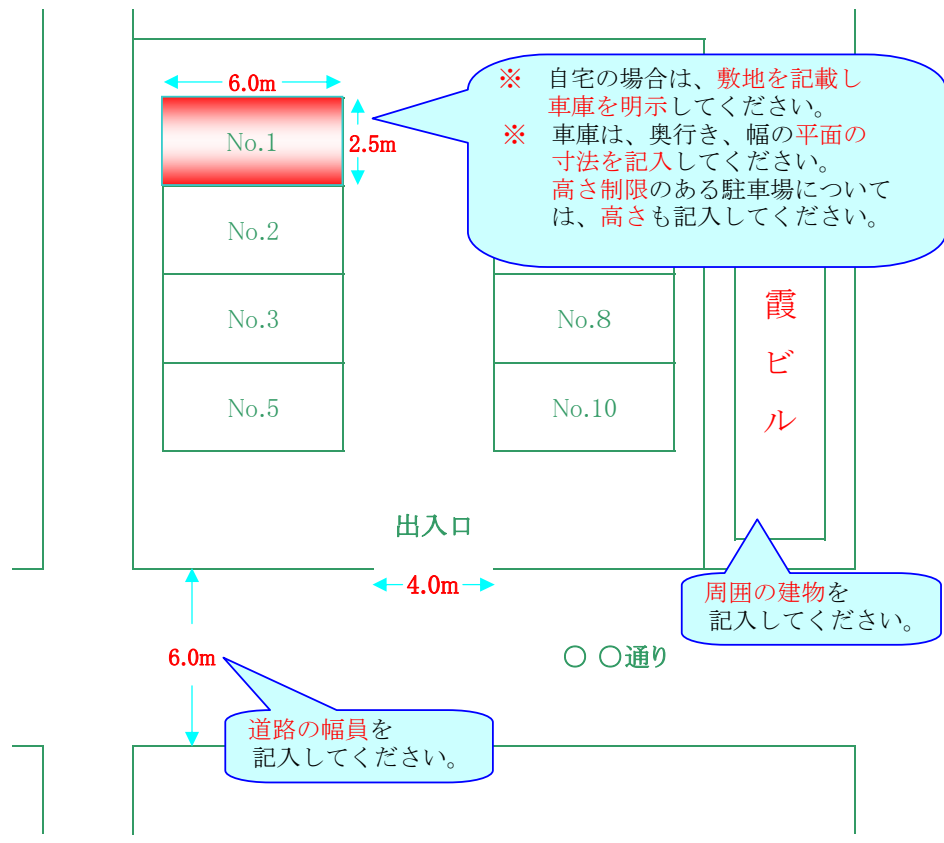 6.0m
※ 自宅の場合は、敷地を記載し
車庫を明示してください。
※ 車庫は、奥行き、幅の平面の
寸法を記入してください。
高さ制限のある駐車場について
は、高さも記入してください。
No.1
2.5m
No.2
No.3
No.8
No.5
No.10
霞ビル
出入口
4.0m
周囲の建物を
記入してください。
6.0m
○ ○通り
道路の幅員を
記入してください。